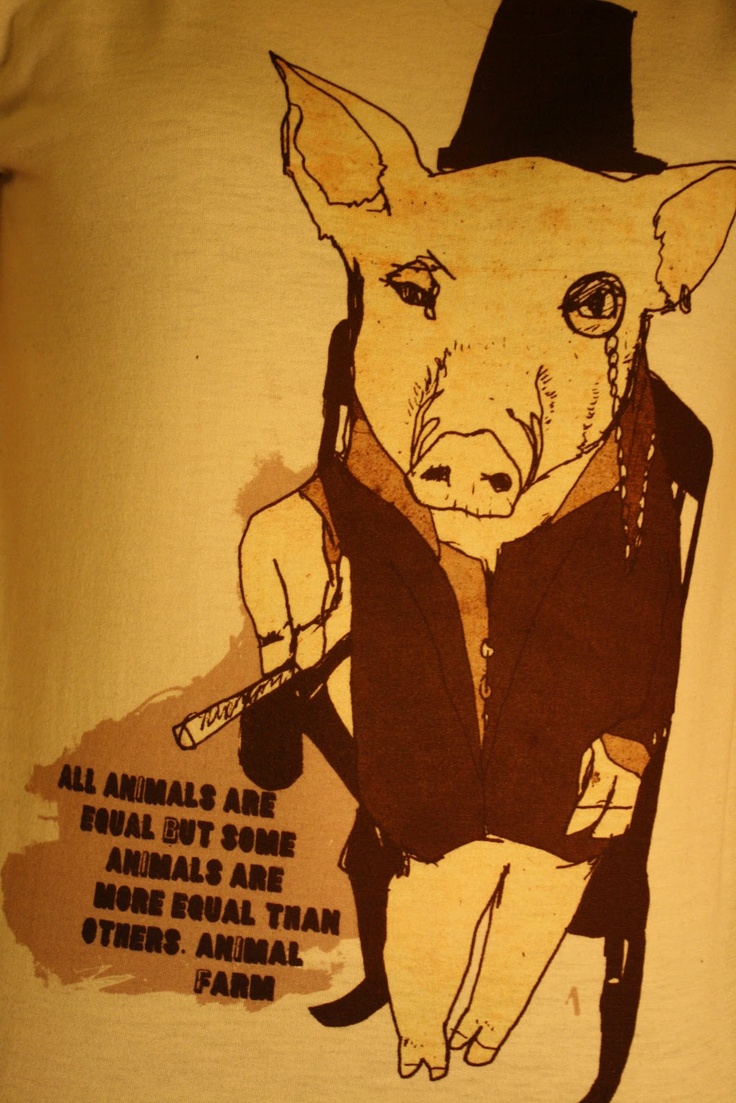 ALL ANIMALS ARE
EQUAL BUT SOME
ANIMALS ARE
MORE EQUAL THAN
OTHERS. ANIMAL
FARM